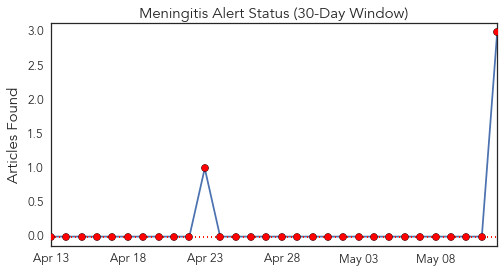 Meningitis Alert Status (30-Day Window)
Articles Found
3.0
2.5
2.0
1.5
1.0
0.5
0.0
Apr 13 Apr 18 Apr 23 Apr 28 May 03 May 08